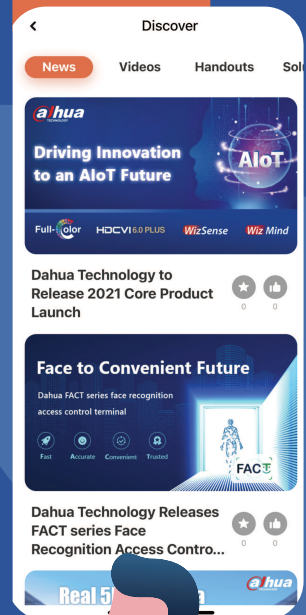 Discover
News Videos Handouts
alhua
TECHNOLOGY
Driving Innovation
to an AIoT Future
AIoT
Full-color HDCVI 6.0 PLUS WizSense Wiz Mind
Dahua Technology to
Release 2021 Core Product
Launch
0 0
Face to Convenient Future
Dahua FACT series face recognition
access control terminal
Fast Accurate Convenient Trusted
FACT
Dahua Technology Releases
FACT series Face
Recognition Access Contro...
0 0
alhua
Real